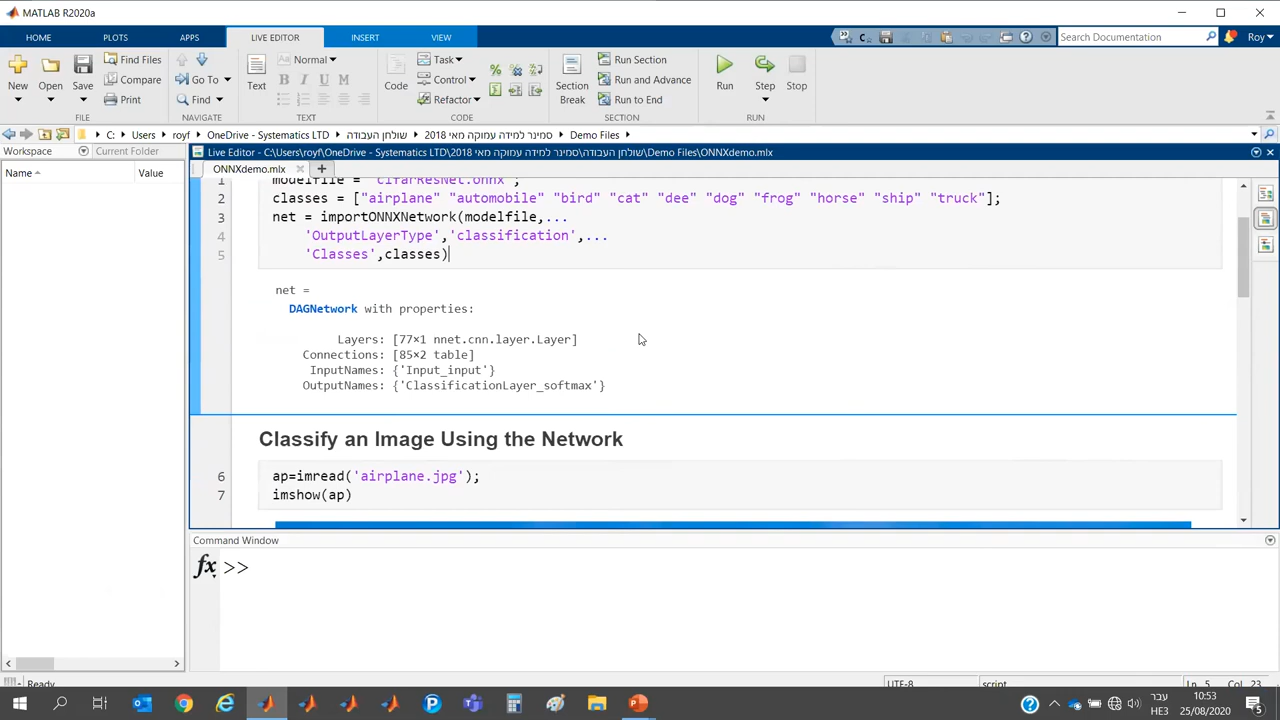 MATLAB R2020a
HOME PLOTS APPS LIVE EDITOR INSERT VIEW
Search Documentation
Roy
New Open Save Find Files Compare Print Go To Find
Text Normal B I U M
Code Task Control Refactor
Section Break Run Section Run and Advance Run to End
Run Step Stop
FILE NAVIGATE TEXT CODE SECTION RUN
C: Users royf OneDrive - Systematics LTD שולחן העבודה סמינר למידה עמוקה מאי 2018 Demo Files
Workspace Current Folder
Name Value
Live Editor - C:\Users\royf\OneDrive - Systematics LTD\שולחן העבודה\סמינר למידה עמוקה מאי 2018\Demo Files\ONNXdemo.mlx
ONNXdemo.mlx
1 modelfile = 'cifarResNet.onnx';
2 classes = ["airplane" "automobile" "bird" "cat" "dee" "dog" "frog" "horse" "ship" "truck"];
3 net = importONNXNetwork(modelfile,...
4 'OutputLayerType','classification',...
5 'Classes',classes)
net =
DAGNetwork with properties:
Layers: [77×1 nnet.cnn.layer.Layer]
Connections: [85×2 table]
InputNames: {'Input_input'}
OutputNames: {'ClassificationLayer_softmax'}
Classify an Image Using the Network
6 ap=imread('airplane.jpg');
7 imshow(ap)
Command Window
fx >>
Ready
UTF-8 script Ln 5 Col 23
עבר 10:53
HE3 25/08/2020
5